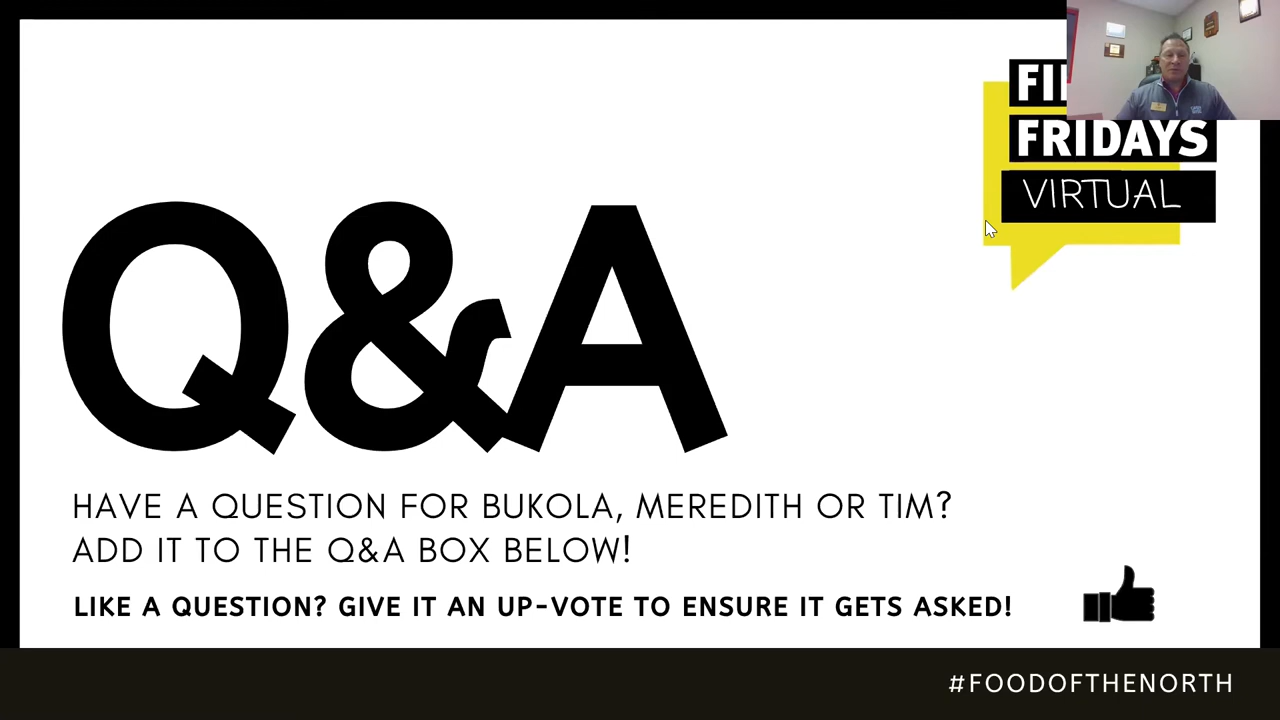 FRIDAYS
VIRTUAL
Q&A
HAVE A QUESTION FOR BUKOLA, MEREDITH OR TIM?
ADD IT TO THE Q&A BOX BELOW!
LIKE A QUESTION? GIVE IT AN UP-VOTE TO ENSURE IT GETS ASKED!
#FOODOFTHENORTH